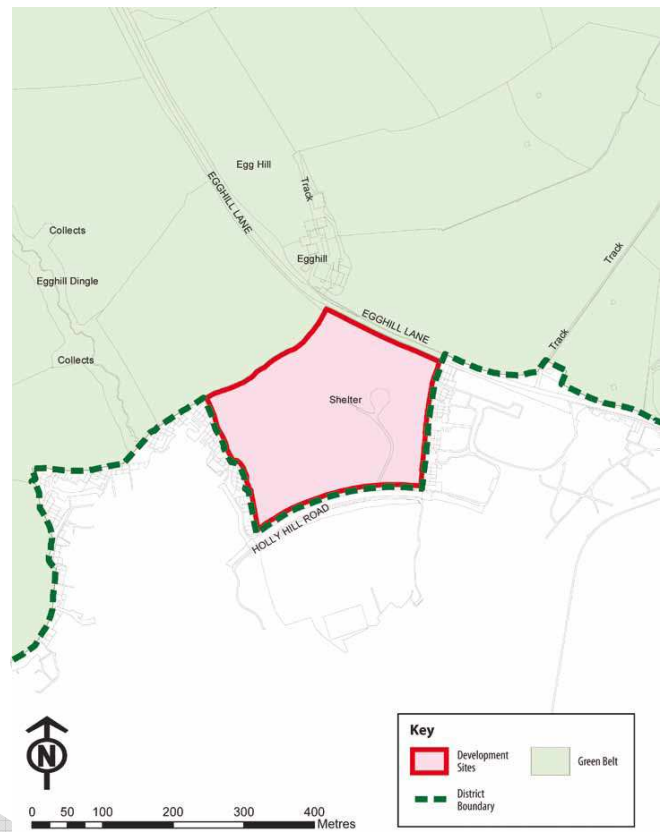 Egg Hill
Track
EGGHILL LANE
Collects
Egghill
Egghill Dingle
Track
EGGHILL LANE
Track
Collects
Shelter
HOLLY HILL ROAD
Key
Development
Sites
Green Belt
District
Boundary
N
0 50 100 200 300 400
Metres